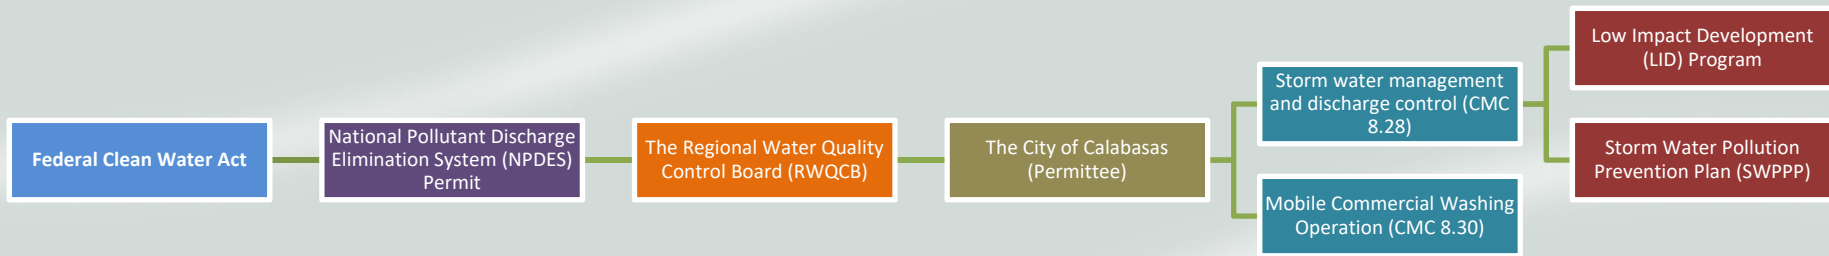 Federal Clean Water Act
National Pollutant Discharge
Elimination System (NPDES)
Permit
The Regional Water Quality
Control Board (RWQCB)
The City of Calabasas
(Permittee)
Storm water management
and discharge control (CMC
8.28)
Mobile Commercial Washing
Operation (CMC 8.30)
Low Impact Development
(LID) Program
Storm Water Pollution
Prevention Plan (SWPPP)